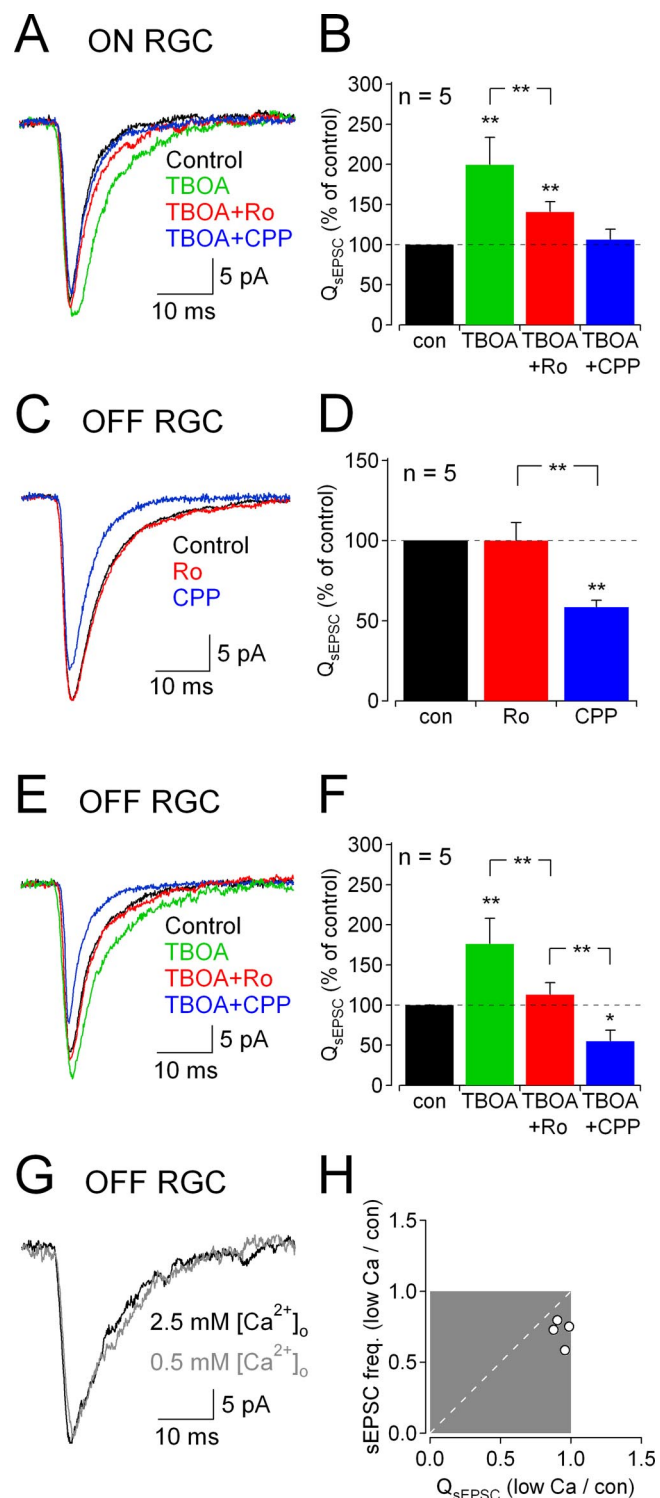 A ON RGC
Control
TBOA
TBOA+Ro
TBOA+CPP
5 pA
10 ms
B
n = 5
**
**
**
Q_sEPSC (% of control)
300
250
200
150
100
50
0
con
TBOA
TBOA
+Ro
TBOA
+CPP
C OFF RGC
Control
Ro
CPP
5 pA
10 ms
D
n = 5
**
**
Q_sEPSC (% of control)
150
100
50
0
con
Ro
CPP
E OFF RGC
Control
TBOA
TBOA+Ro
TBOA+CPP
5 pA
10 ms
F
n = 5
**
**
**
*
Q_sEPSC (% of control)
300
250
200
150
100
50
0
con
TBOA
TBOA
+Ro
TBOA
+CPP
G OFF RGC
2.5 mM [Ca²⁺]ₒ
0.5 mM [Ca²⁺]ₒ
5 pA
10 ms
H
sEPSC freq. (low Ca / con)
1.5
1.0
0.5
0.0
0.0 0.5 1.0 1.5
Q_sEPSC (low Ca / con)